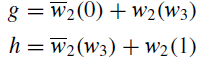 g = w̅₂(0) + w₂(w₃)
h = w̅₂(w₃) + w₂(1)